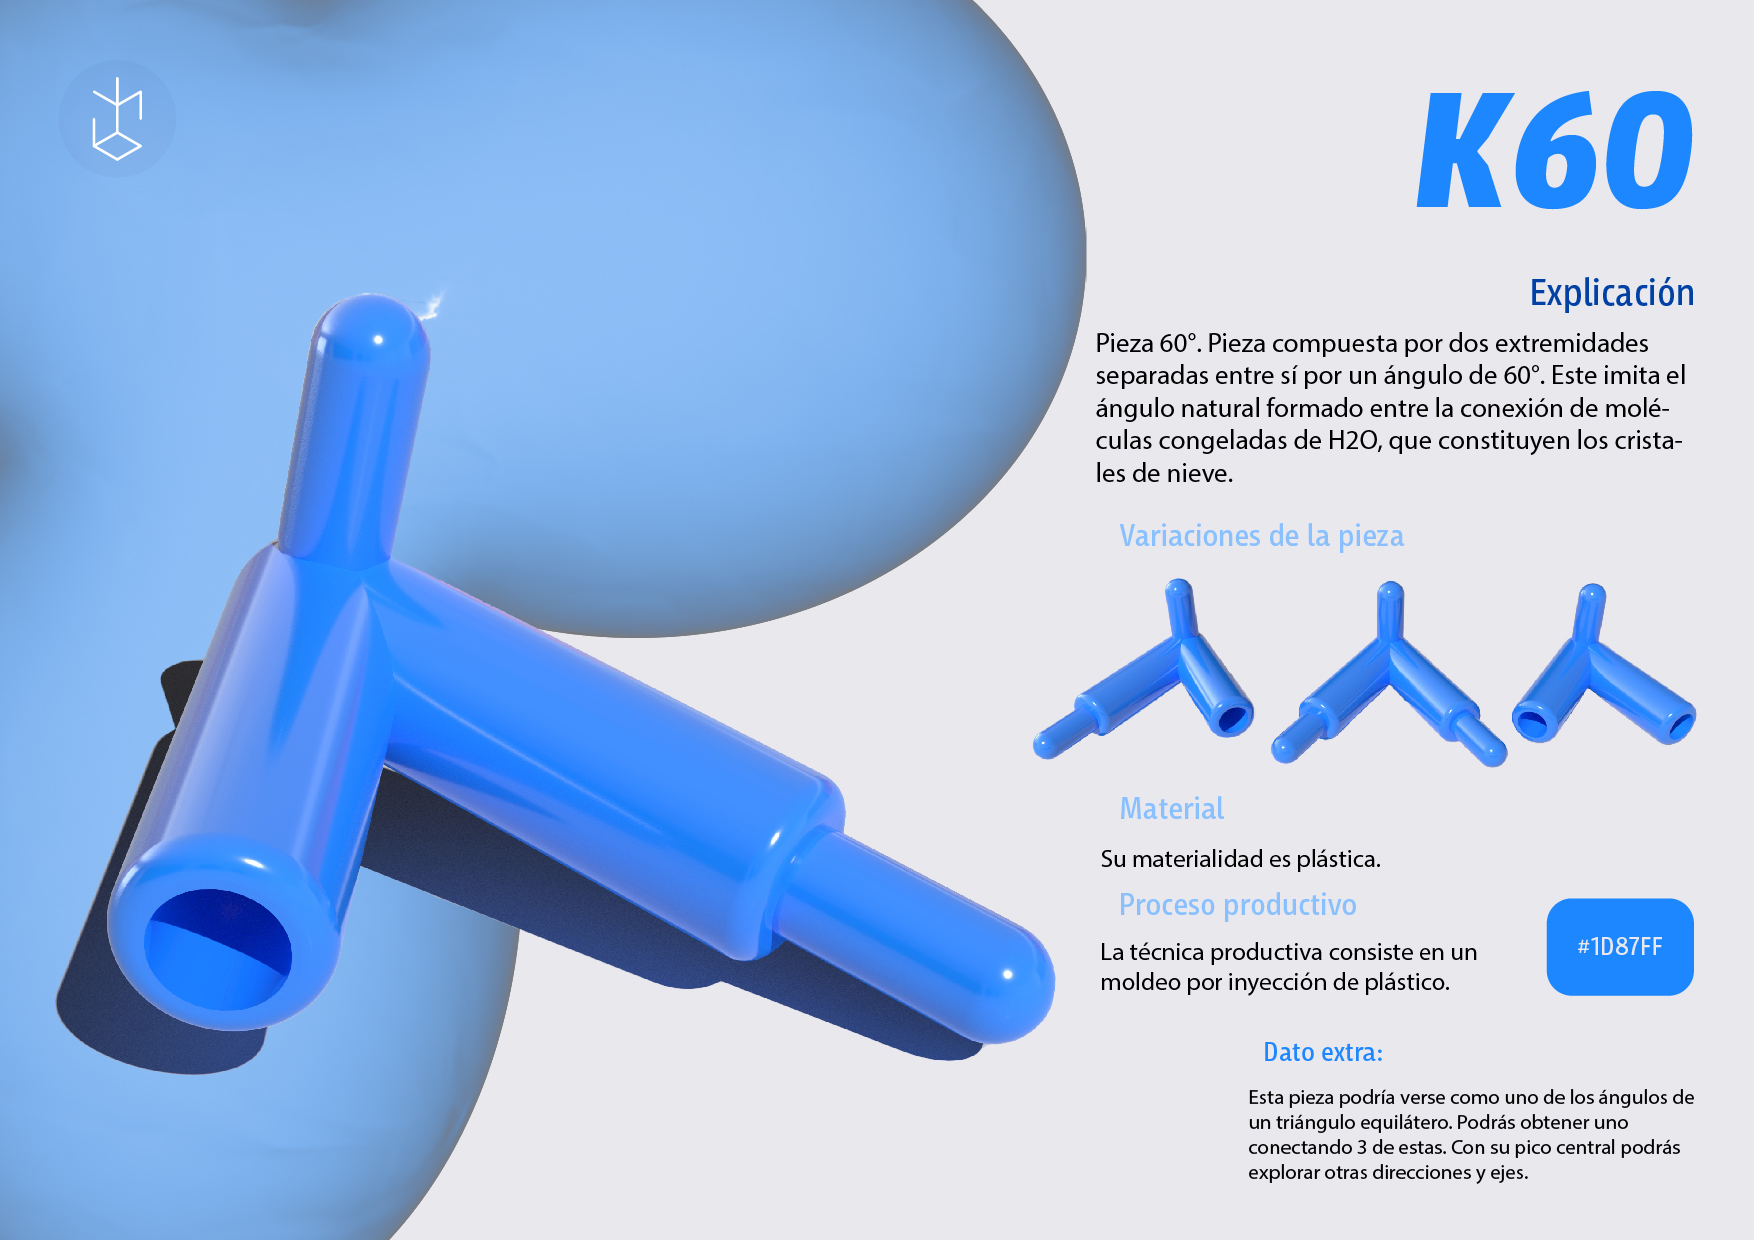 K60
Explicación
Pieza 60°. Pieza compuesta por dos extremidades
separadas entre sí por un ángulo de 60°. Este imita el
ángulo natural formado entre la conexión de molé-
culas congeladas de H2O, que constituyen los crista-
les de nieve.
Variaciones de la pieza
Material
Su materialidad es plástica.
Proceso productivo
La técnica productiva consiste en un
moldeo por inyección de plástico.
#1D87FF
Dato extra:
Esta pieza podría verse como uno de los ángulos de
un triángulo equilátero. Podrás obtener uno
conectando 3 de estas. Con su pico central podrás
explorar otras direcciones y ejes.